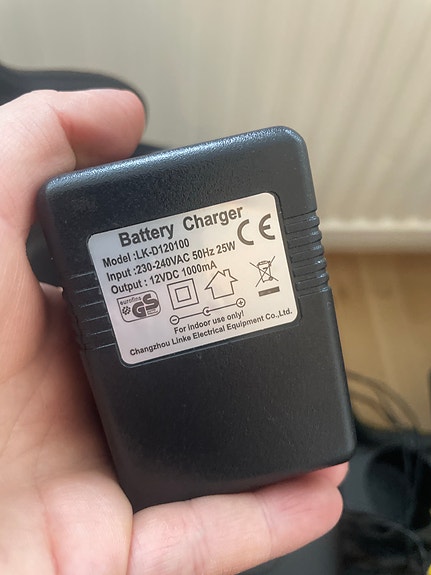 Battery Charger
Model :LK-D120100
Input :230-240VAC 50Hz 25W
Output : 12VDC 1000mA
CE
eurofins
GS
For indoor use only!
Changzhou Linke Electrical Equipment Co.,Ltd.